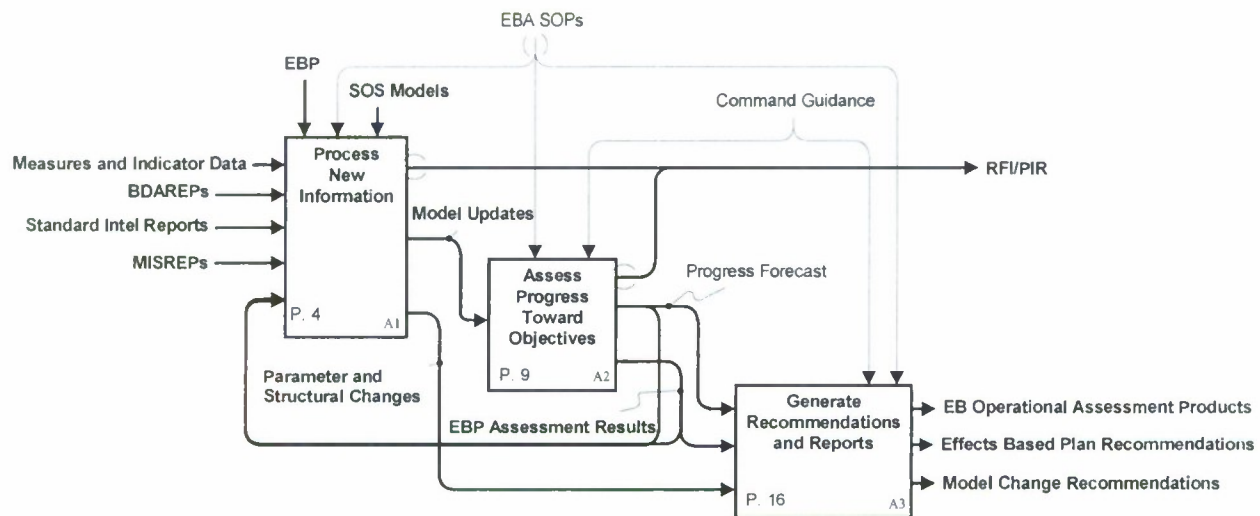 EBA SOPs
EBP
SOS Models
Command Guidance
Process
New
Information
Measures and Indicator Data
RFI/PIR
BDAREPs
Model Updates
Standard Intel Reports
MISREPs
Assess
Progress
Toward
Objectives
Progress Forecast
P. 4
A1
Parameter and
Structural Changes
P. 9
A2
Generate
Recommendations
and Reports
EB Operational Assessment Products
EBP Assessment Results
Effects Based Plan Recommendations
Model Change Recommendations
P. 16
A3